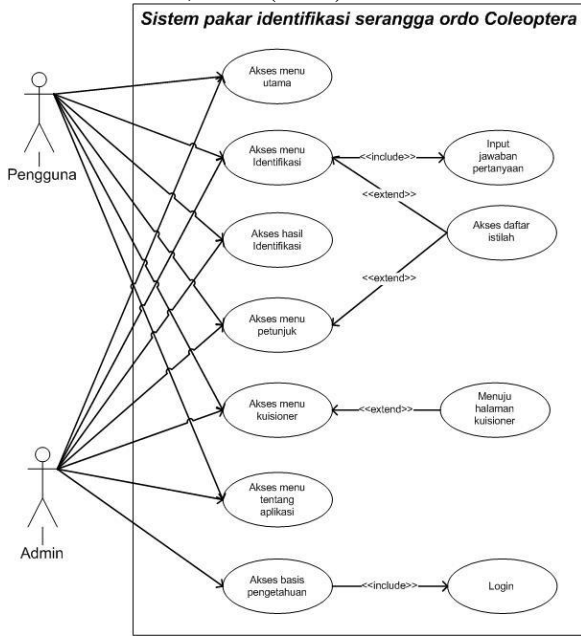 Sistem pakar identifikasi serangga ordo Coleoptera
Akses menu
utama
Pengguna
Akses menu
Identifikasi
<<include>>
Input
jawaban
pertanyaan
<<extend>>
Akses hasil
Identifikasi
Akses daftar
istilah
<<extend>>
Akses menu
petunjuk
Akses menu
kuisioner
<<extend>>
Menuju
halaman
kuisioner
Admin
Akses menu
tentang
aplikasi
Akses basis
pengetahuan
<<include>>
Login